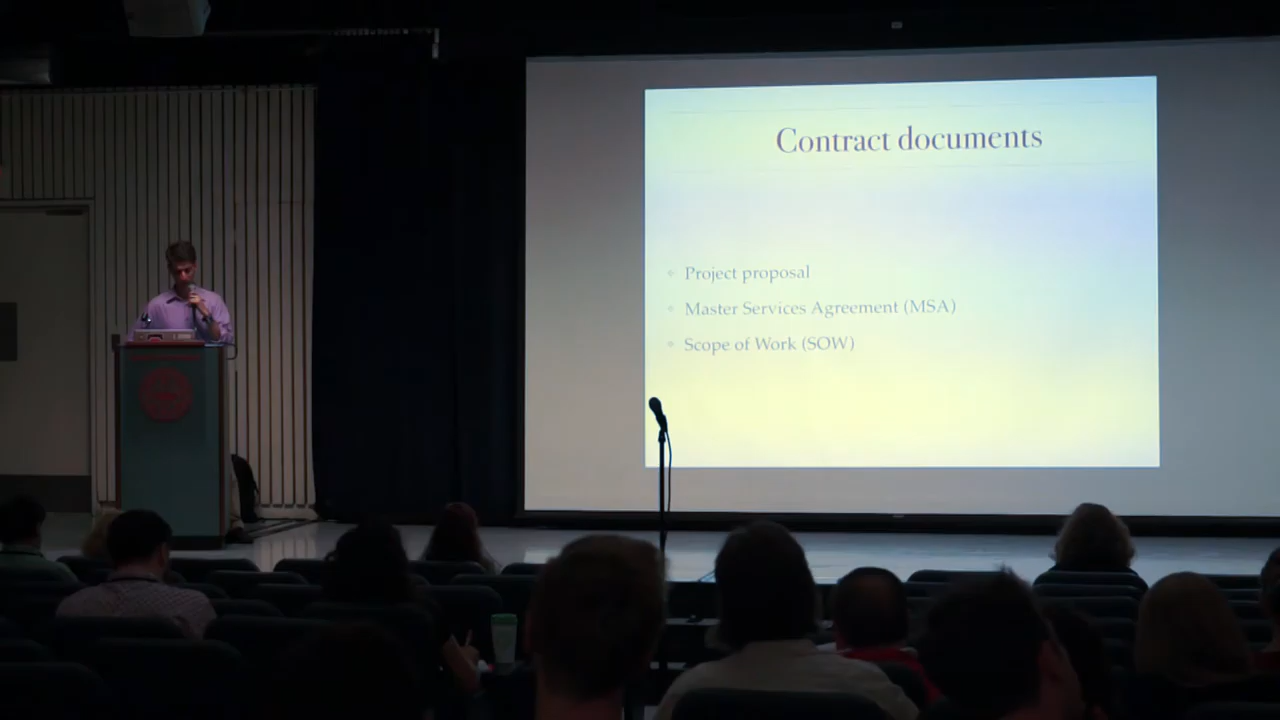 Contract documents
Project proposal
Master Services Agreement (MSA)
Scope of Work (SOW)